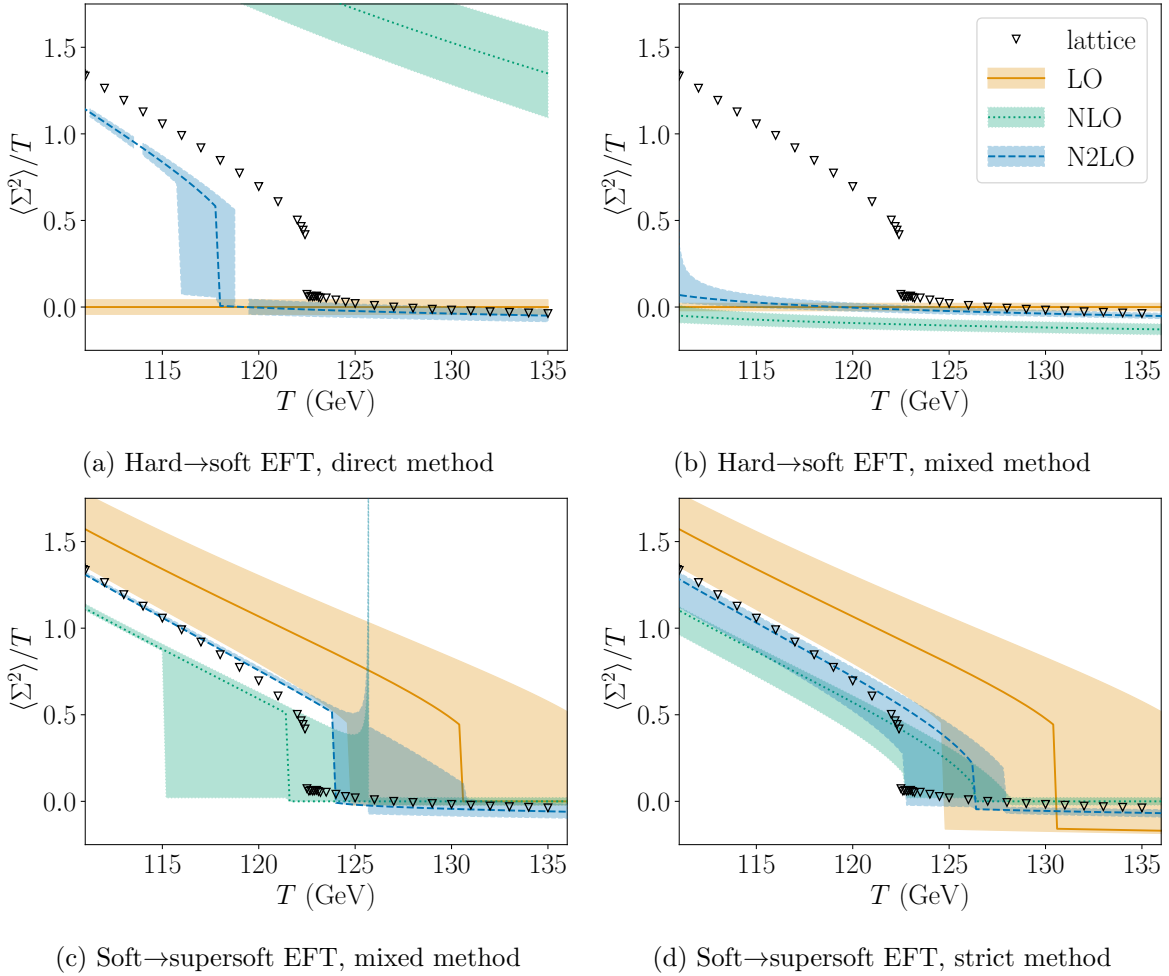 1.5
1.0
0.5
0.0
⟨Σ²⟩/T
115 120 125 130 135
T (GeV)
(a) Hard→soft EFT, direct method
1.5
1.0
0.5
0.0
⟨Σ²⟩/T
lattice
LO
NLO
N2LO
115 120 125 130 135
T (GeV)
(b) Hard→soft EFT, mixed method
1.5
1.0
0.5
0.0
⟨Σ²⟩/T
115 120 125 130 135
T (GeV)
(c) Soft→supersoft EFT, mixed method
1.5
1.0
0.5
0.0
⟨Σ²⟩/T
115 120 125 130 135
T (GeV)
(d) Soft→supersoft EFT, strict method